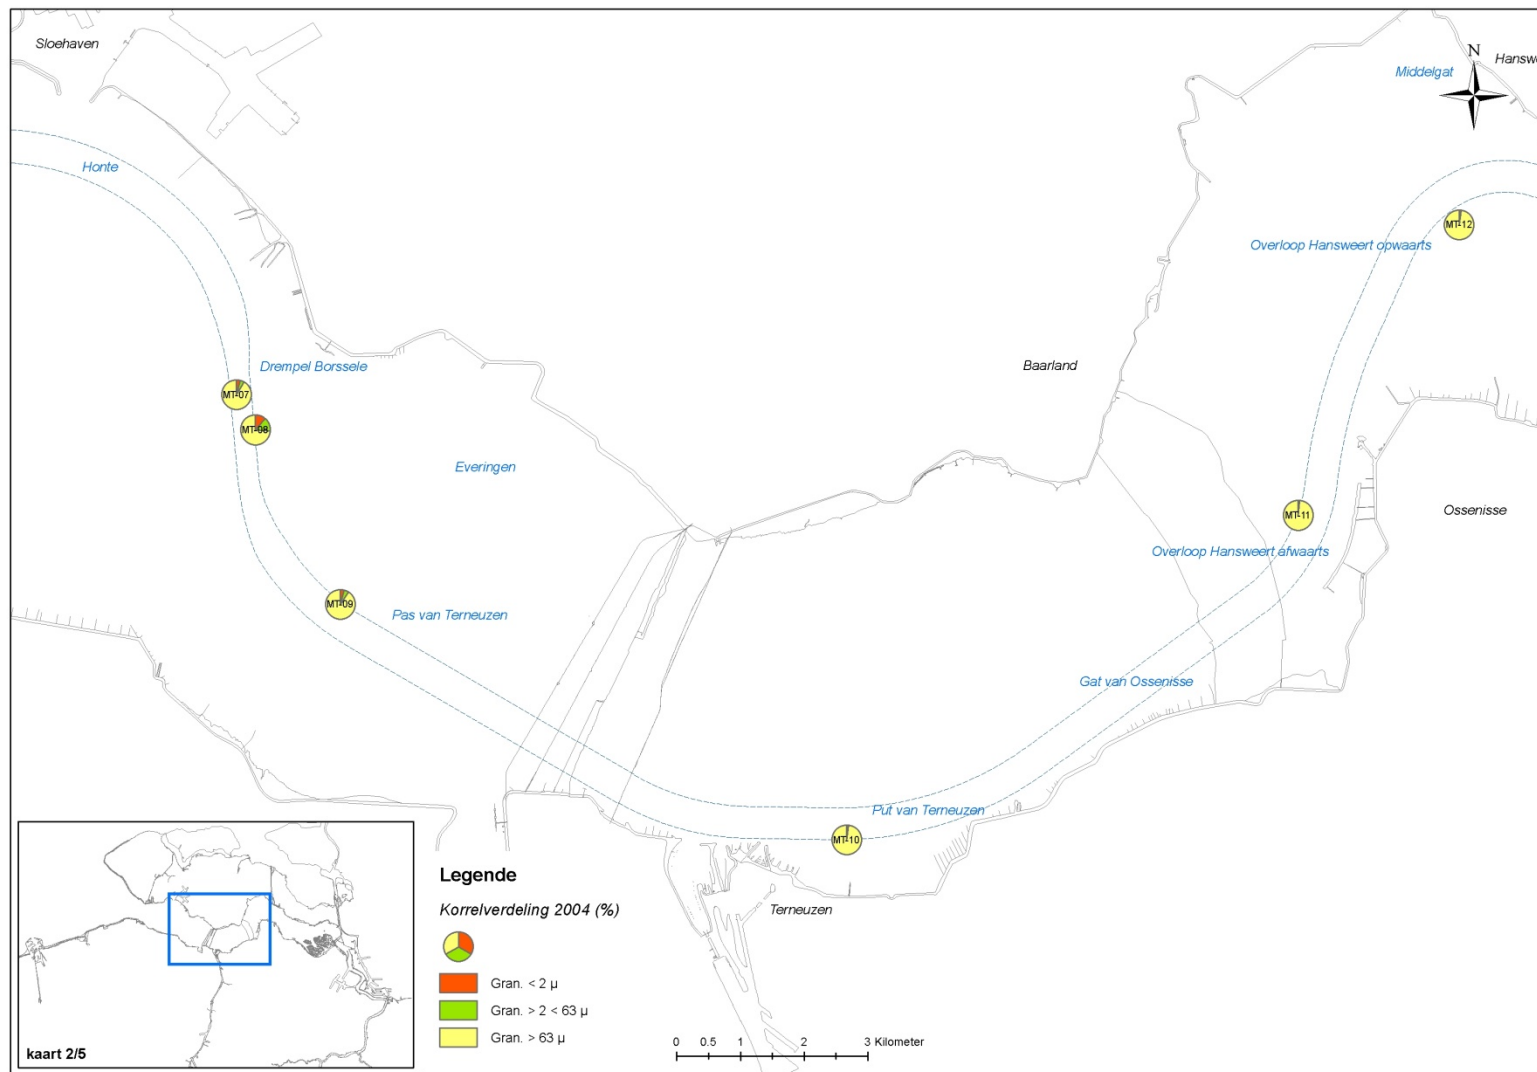 Sloehaven
Middelgat
N
Hansw
Honte
MT-12
Overloop Hansweert opwaarts
Drempel Borssele
Baarland
MT-07
MT-08
Everingen
Ossenisse
MT-11
Overloop Hansweert afwaarts
MT-09
Pas van Terneuzen
Gat van Ossenisse
Put van Terneuzen
MT-10
Terneuzen
Legende
Korrelverdeling 2004 (%)
Gran. < 2 µ
Gran. > 2 < 63 µ
Gran. > 63 µ
0 0.5 1 2 3 Kilometer
kaart 2/5